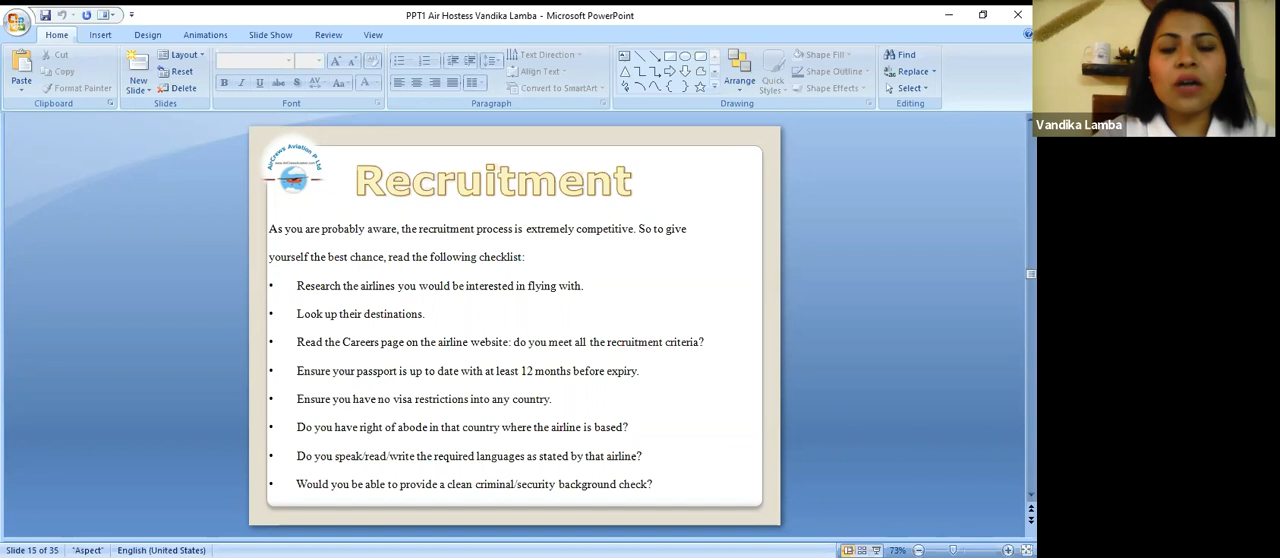 PPT1 Air Hostess Vandika Lamba - Microsoft PowerPoint
Home Insert Design Animations Slide Show Review View
Paste
Cut
Copy
Format Painter
Clipboard
New Slide
Layout
Reset
Delete
Slides
B I U abc S AV Aa A
Font
Text Direction
Align Text
Convert to SmartArt
Paragraph
Arrange
Quick Styles
Shape Fill
Shape Outline
Shape Effects
Drawing
Find
Replace
Select
Editing
Vandika Lamba
AirCrews Aviation P Ltd
www.AirCrewsAviation.com
Recruitment
As you are probably aware, the recruitment process is extremely competitive. So to give
yourself the best chance, read the following checklist:
• Research the airlines you would be interested in flying with.
• Look up their destinations.
• Read the Careers page on the airline website: do you meet all the recruitment criteria?
• Ensure your passport is up to date with at least 12 months before expiry.
• Ensure you have no visa restrictions into any country.
• Do you have right of abode in that country where the airline is based?
• Do you speak/read/write the required languages as stated by that airline?
• Would you be able to provide a clean criminal/security background check?
Slide 15 of 35 "Aspect" English (United States) 73%